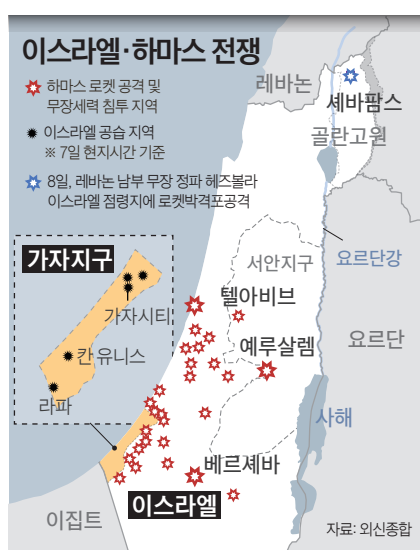 이스라엘·하마스 전쟁
하마스 로켓 공격 및
무장세력 침투 지역
이스라엘 공습 지역
※ 7일 현지시간 기준
8일, 레바논 남부 무장 정파 헤즈볼라
이스라엘 점령지에 로켓박격포공격
레바논
셰바팜스
골란고원
가자지구
가자시티
칸 유니스
라파
서안지구
요르단강
텔아비브
예루살렘
요르단
사해
베르셰바
이스라엘
이집트
자료: 외신종합